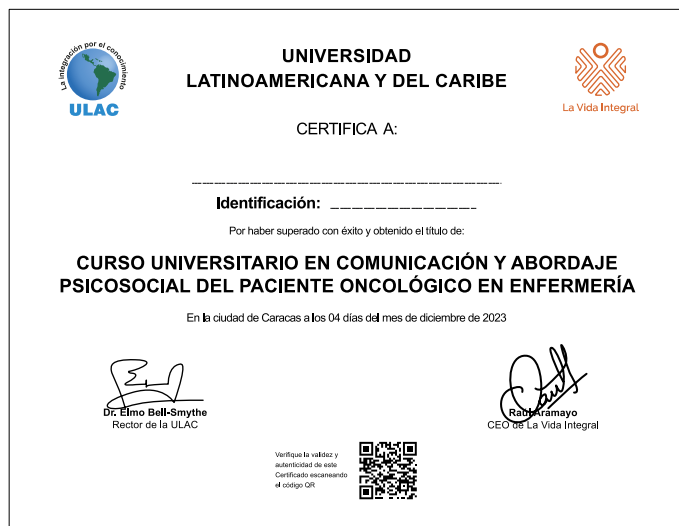 La integración por el conocimiento
ULAC
UNIVERSIDAD
LATINOAMERICANA Y DEL CARIBE
La Vida Integral
CERTIFICA A:
Identificación:
Por haber superado con éxito y obtenido el título de:
CURSO UNIVERSITARIO EN COMUNICACIÓN Y ABORDAJE
PSICOSOCIAL DEL PACIENTE ONCOLÓGICO EN ENFERMERÍA
En la ciudad de Caracas a los 04 días del mes de diciembre de 2023
Dr. Elmo Bell-Smythe
Rector de la ULAC
Raúl Aramayo
CEO de La Vida Integral
Verifique la validez y
autenticidad de este
Certificado escaneando
el código QR